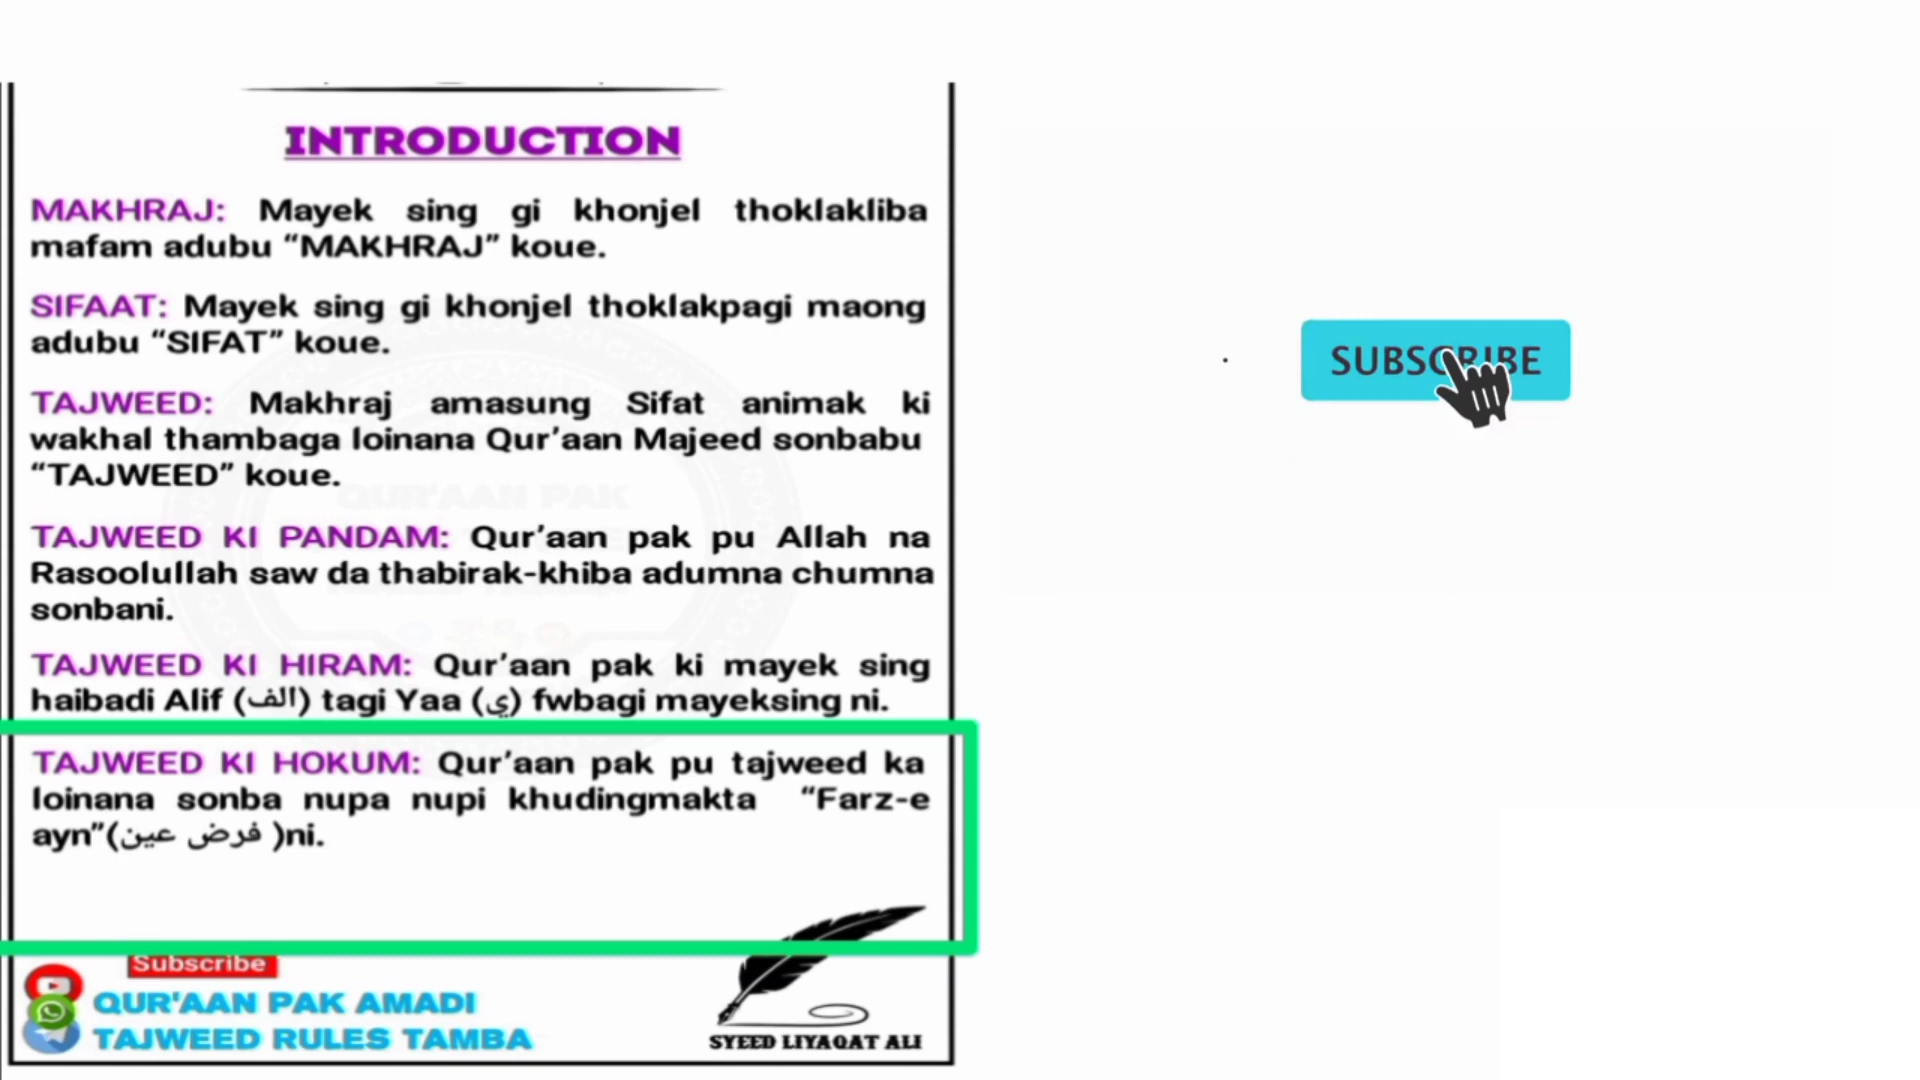 INTRODUCTION
MAKHRAJ: Mayek sing gi khonjel thoklakliba
mafam adubu “MAKHRAJ” koue.
SIFAAT: Mayek sing gi khonjel thoklakpagi maong
adubu “SIFAT” koue.
TAJWEED: Makhraj amasung Sifat animak ki
wakhal thambaga loinana Qur’aan Majeed sonbabu
“TAJWEED” koue.
TAJWEED KI PANDAM: Qur’aan pak pu Allah na
Rasoolullah saw da thabirak-khiba adumna chumna
sonbani.
TAJWEED KI HIRAM: Qur’aan pak ki mayek sing
haibadi Alif (الف) tagi Yaa (ي) fwbagi mayeksing ni.
TAJWEED KI HOKUM: Qur’aan pak pu tajweed ka
loinana sonba nupa nupi khudingmakta “Farz-e
ayn”(فرض عين )ni.
Subscribe
QUR'AAN PAK AMADI
TAJWEED RULES TAMBA
SYEED LIYAQAT ALI
SUBSCRIBE
QUR'AAN PAK